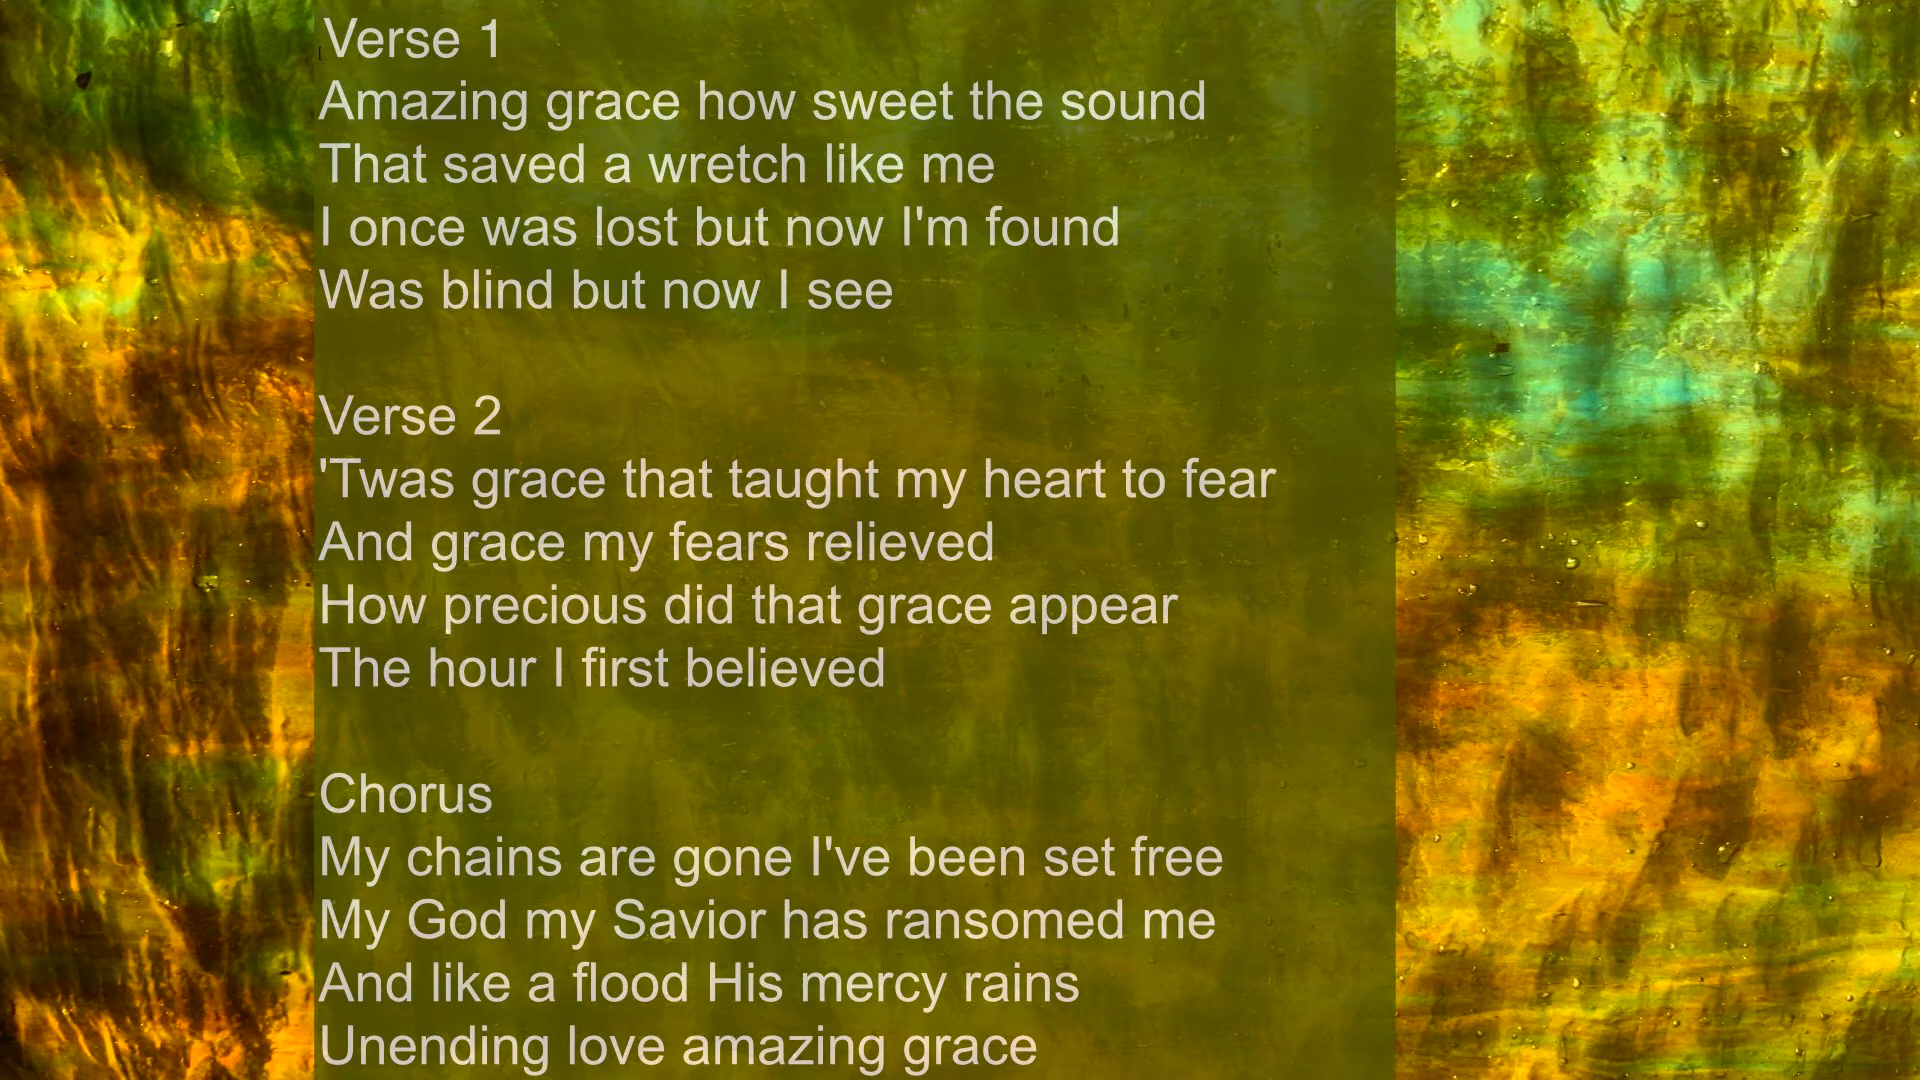 Verse 1
Amazing grace how sweet the sound
That saved a wretch like me
I once was lost but now I'm found
Was blind but now I see
Verse 2
'Twas grace that taught my heart to fear
And grace my fears relieved
How precious did that grace appear
The hour I first believed
Chorus
My chains are gone I've been set free
My God my Savior has ransomed me
And like a flood His mercy rains
Unending love amazing grace